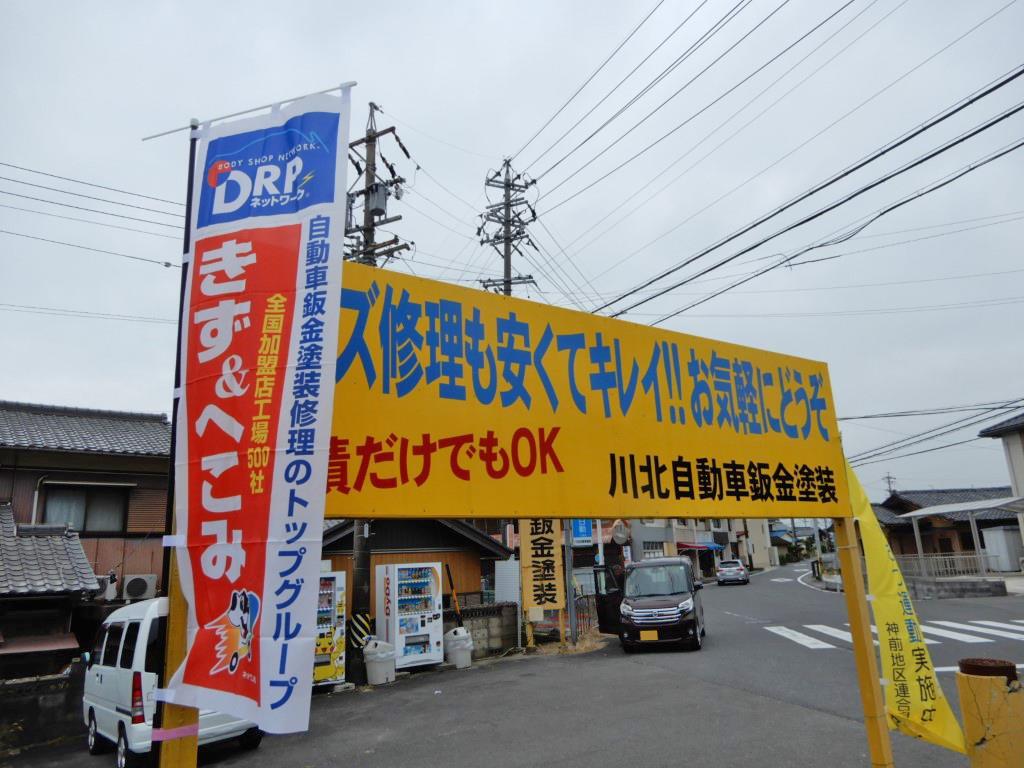 BODY SHOP NETWORK
DRP
ネットワーク®
自動車鈑金塗装修理のトップグループ
きず&へこみ
全国加盟店工場500社
ズ修理も安くてキレイ!!お気軽にどうぞ
積だけでもOK
川北自動車鈑金塗装
鈑金塗装
DyDo
運動実施
神前地区連合